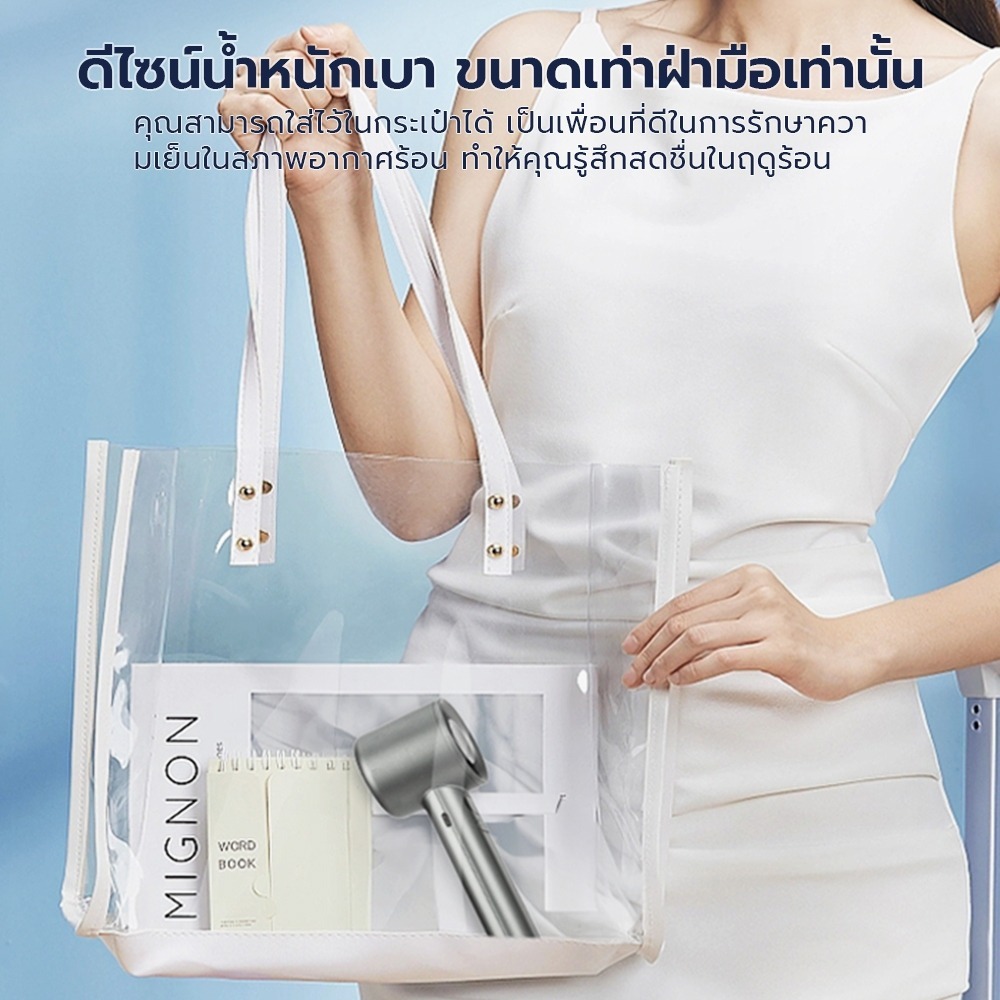 ดีไซน์น้ำหนักเบา ขนาดเท่าฝ่ามือเท่านั้น
คุณสามารถใส่ไว้ในกระเป๋าได้ เป็นเพื่อนที่ดีในการรักษาควา
มเย็นในสภาพอากาศร้อน ทำให้คุณรู้สึกสดชื่นในฤดูร้อน
MIGNON
WORD
BOOK